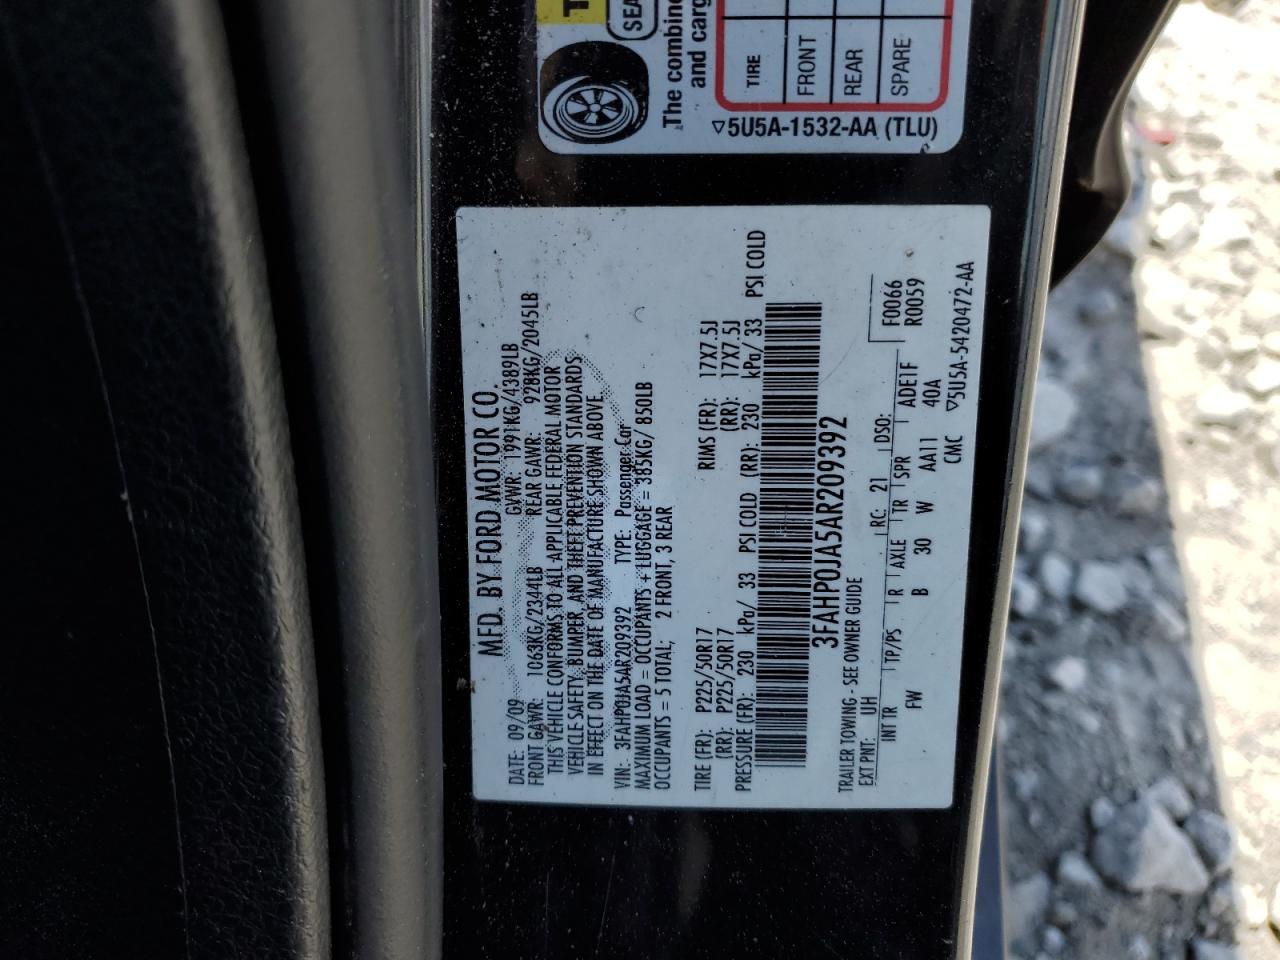 T
SEA
The combine
and carg
TIRE
FRONT
REAR
SPARE
▽5U5A-1532-AA (TLU)
MFD. BY FORD MOTOR CO.
DATE: 09/09 GVWR: 1991KG/4389LB
FRONT GAWR: 1063KG/2344LB REAR GAWR: 928KG/2045LB
THIS VEHICLE CONFORMS TO ALL APPLICABLE FEDERAL MOTOR
VEHICLE SAFETY, BUMPER, AND THEFT PREVENTION STANDARDS
IN EFFECT ON THE DATE OF MANUFACTURE SHOWN ABOVE.
VIN: 3FAHP0JA5AR209392 TYPE: Passenger Car
MAXIMUM LOAD = OCCUPANTS + LUGGAGE = 385KG/ 850LB
OCCUPANTS = 5 TOTAL; 2 FRONT, 3 REAR
TIRE (FR): P225/50R17 RIMS (FR): 17X7.5J
(RR): P225/50R17 (RR): 17X7.5J
PRESSURE (FR): 230 kPa/ 33 PSI COLD (RR): 230 kPa/ 33 PSI COLD
3FAHP0JA5AR209392
TRAILER TOWING - SEE OWNER GUIDE
EXT PNT: UH RC: 21 DSO: F0066
R0059
INT TR TP/PS R AXLE TR SPR ADE1F
FW B 30 W AA11 40A
CMC ▽5U5A-5420472-AA